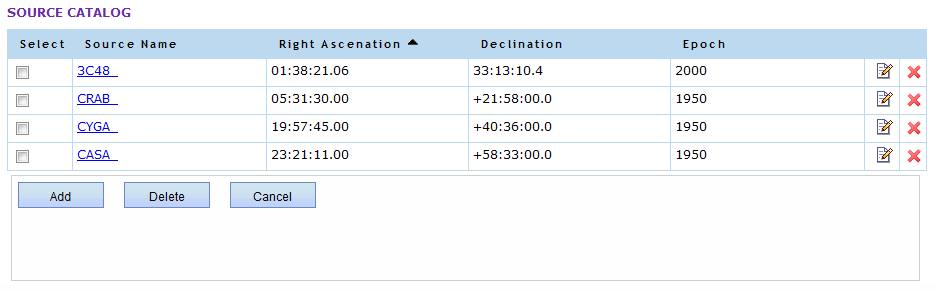 SOURCE CATALOG
Select Source Name Right Ascenation Declination Epoch
3C48 01:38:21.06 33:13:10.4 2000
CRAB 05:31:30.00 +21:58:00.0 1950
CYGA 19:57:45.00 +40:36:00.0 1950
CASA 23:21:11.00 +58:33:00.0 1950
Add Delete Cancel